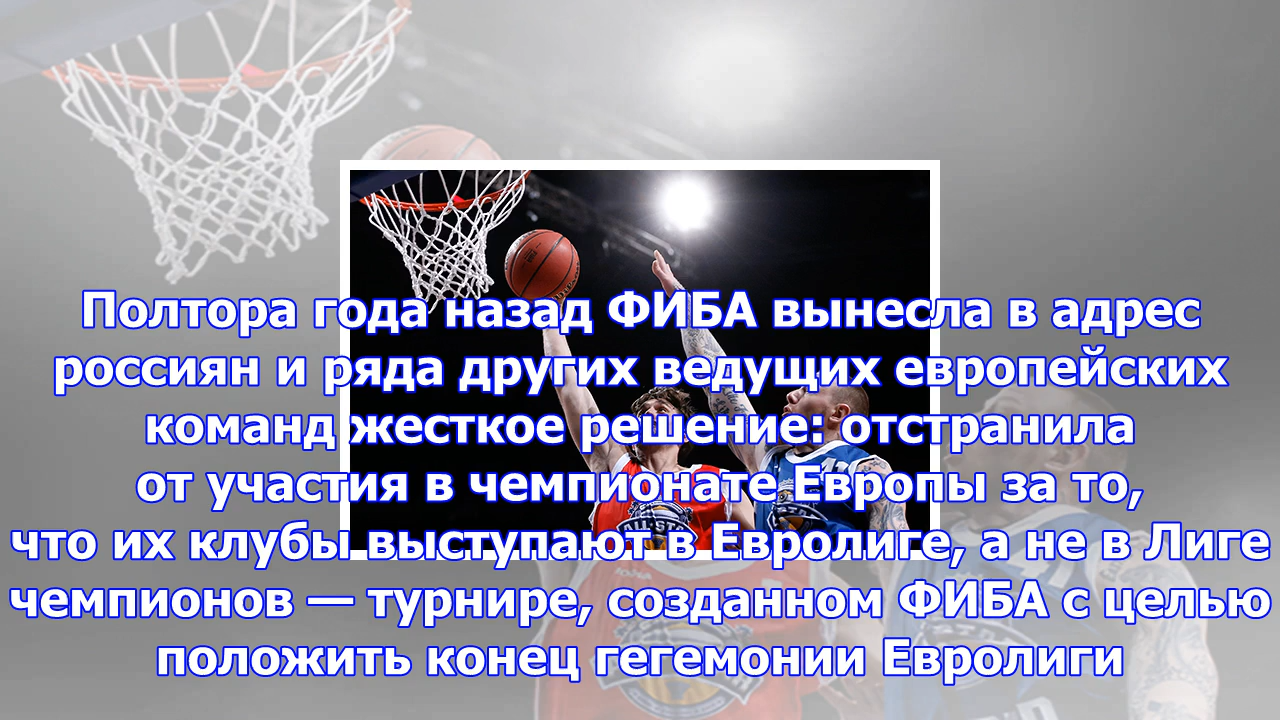 Полтора года назад ФИБА вынесла в адрес
россиян и ряда других ведущих европейских
команд жесткое решение: отстранила
от участия в чемпионате Европы за то,
что их клубы выступают в Евролиге, а не в Лиге
чемпионов — турнире, созданном ФИБА с целью
положить конец гегемонии Евролиги